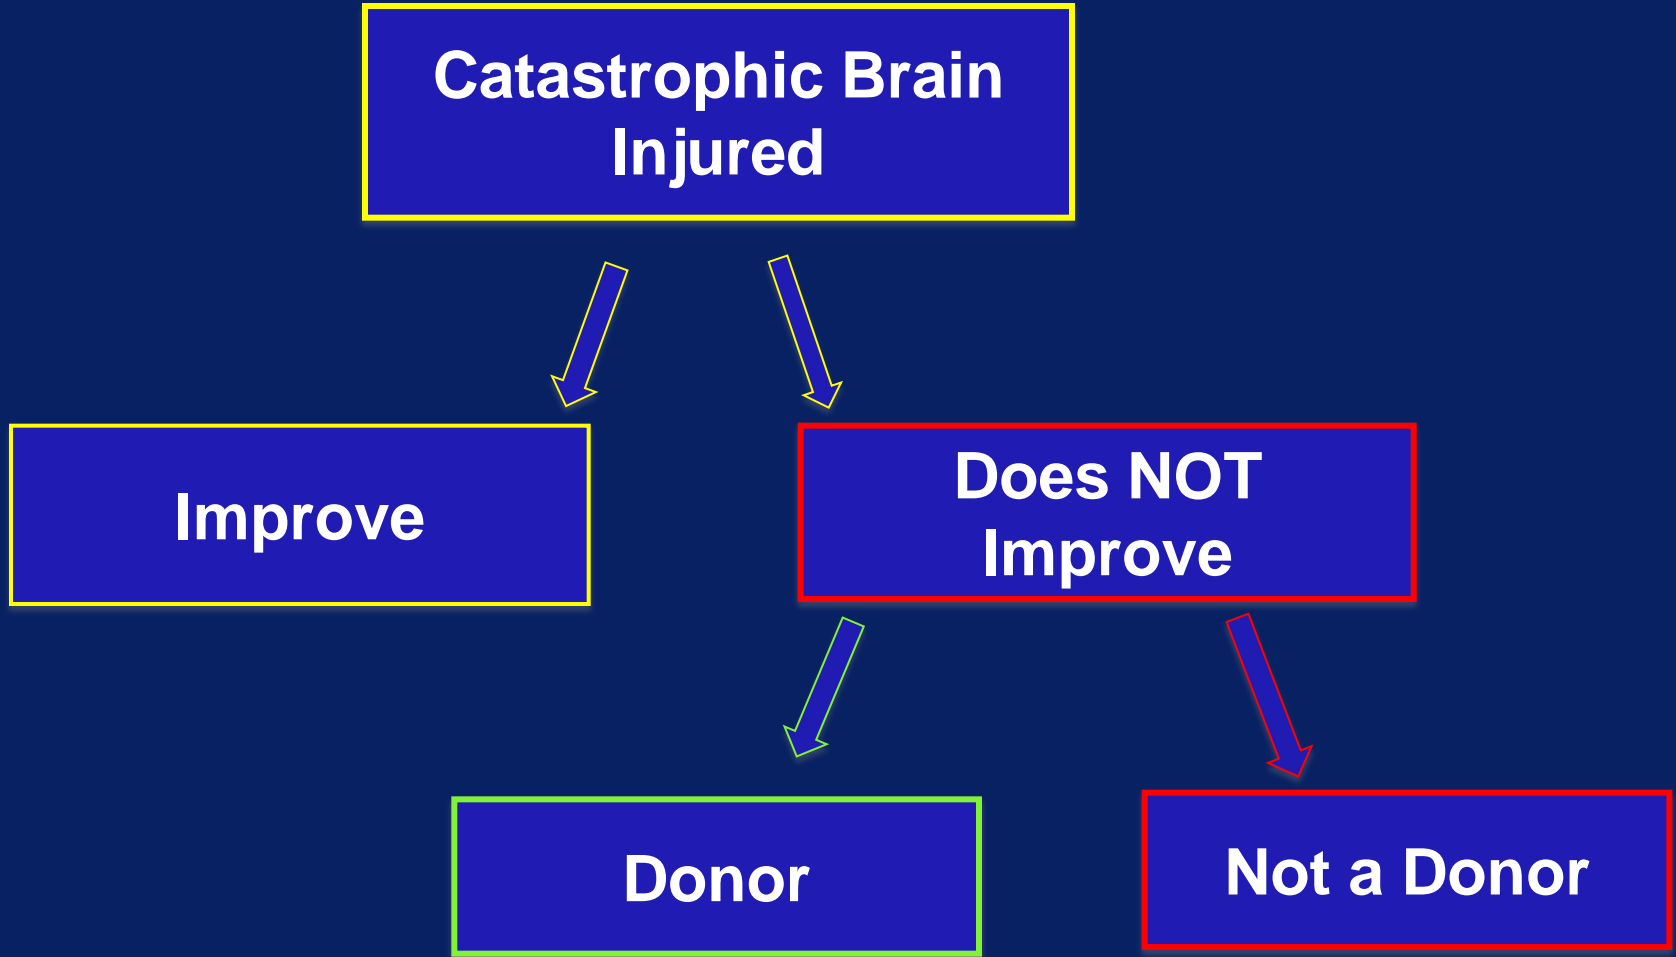 Catastrophic Brain
Injured
Improve
Does NOT
Improve
Donor
Not a Donor